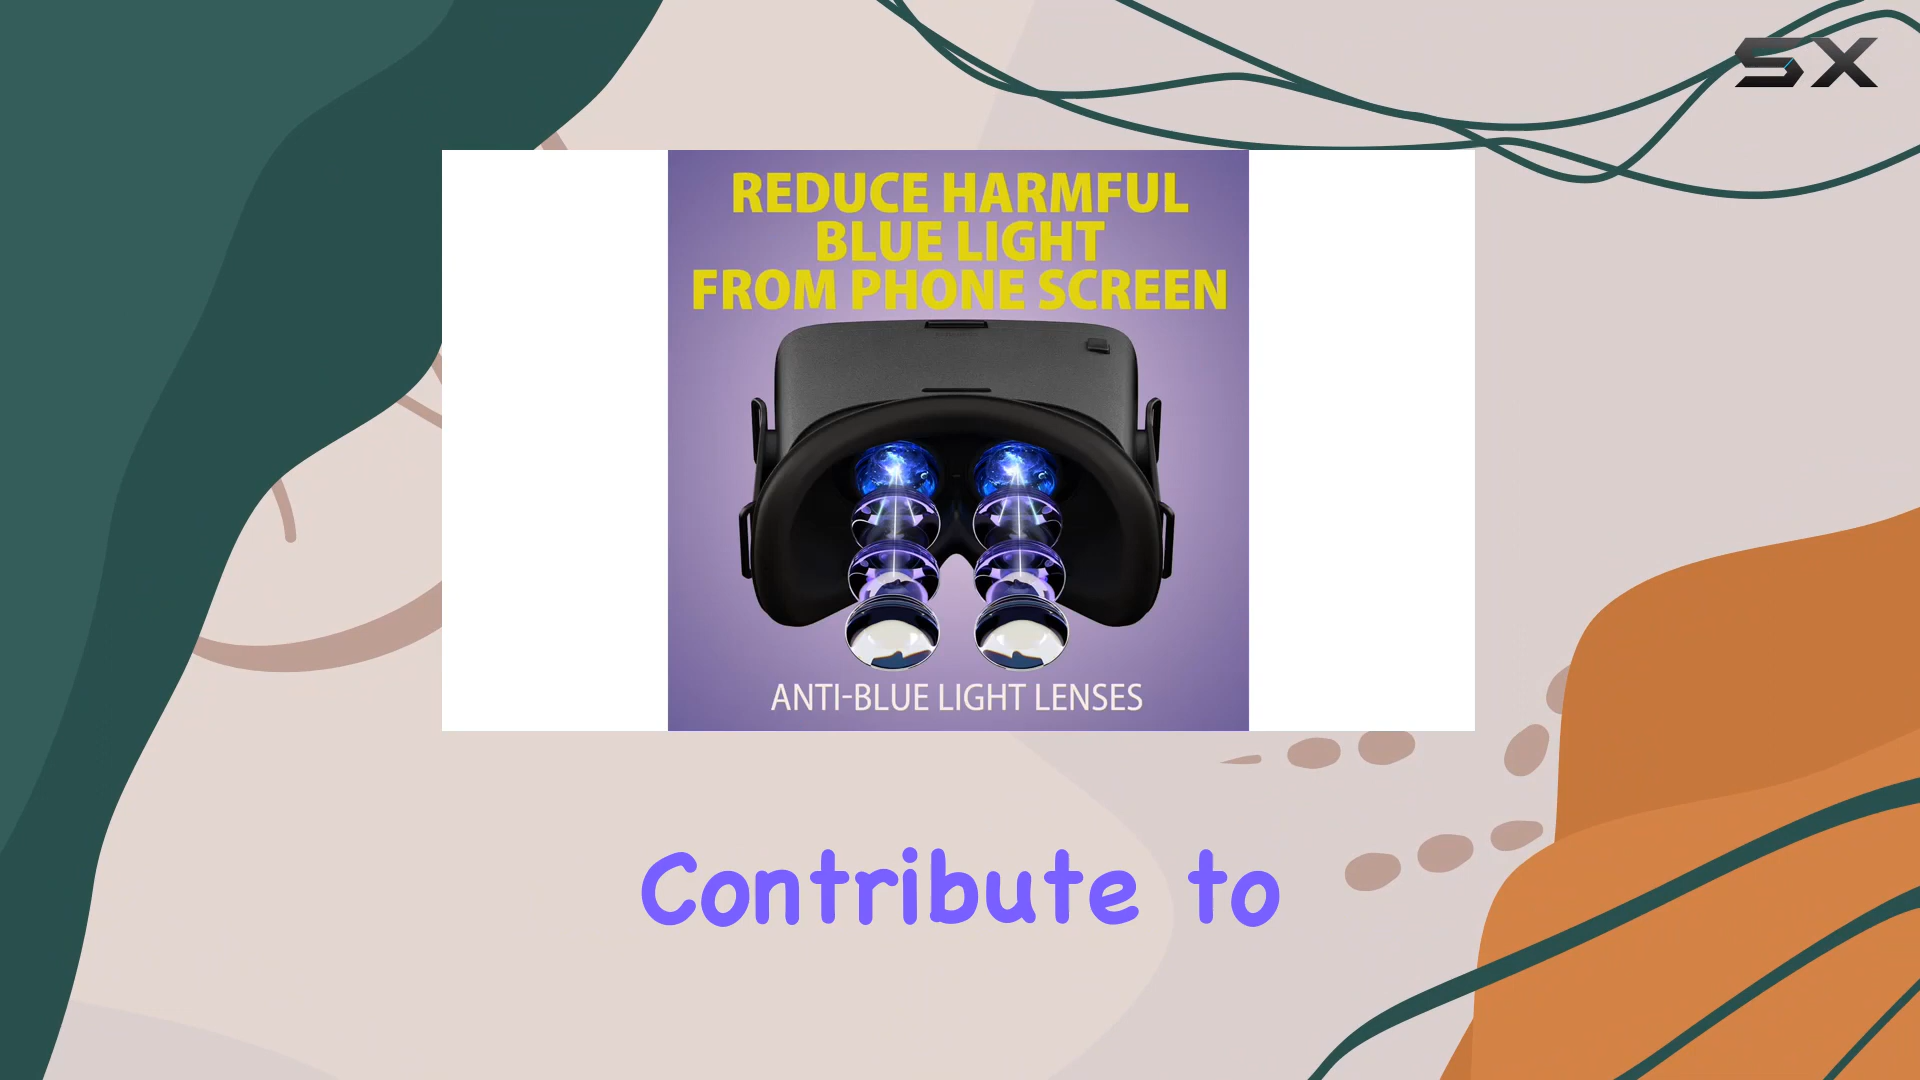 SX
REDUCE HARMFUL
BLUE LIGHT
FROM PHONE SCREEN
ANTI-BLUE LIGHT LENSES
Contribute to